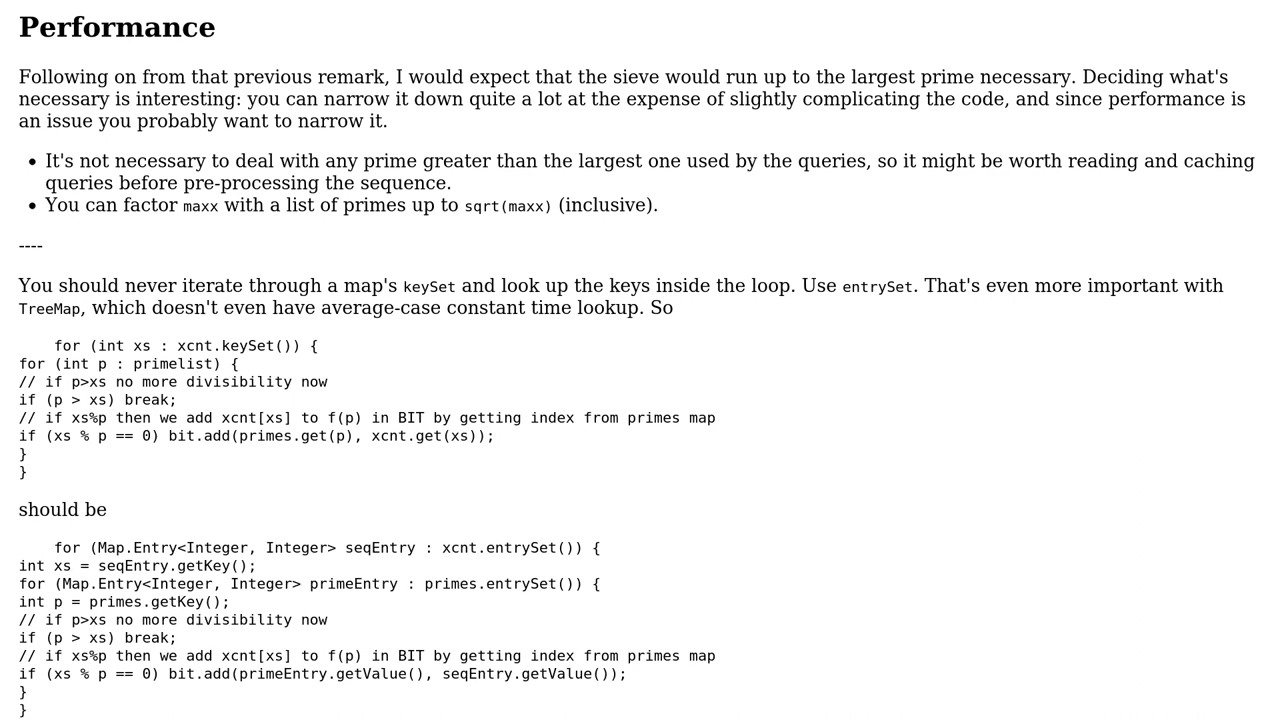 Performance
Following on from that previous remark, I would expect that the sieve would run up to the largest prime necessary. Deciding what's
necessary is interesting: you can narrow it down quite a lot at the expense of slightly complicating the code, and since performance is
an issue you probably want to narrow it.
• It's not necessary to deal with any prime greater than the largest one used by the queries, so it might be worth reading and caching
queries before pre-processing the sequence.
• You can factor maxx with a list of primes up to sqrt(maxx) (inclusive).
----
You should never iterate through a map's keySet and look up the keys inside the loop. Use entrySet. That's even more important with
TreeMap, which doesn't even have average-case constant time lookup. So
    for (int xs : xcnt.keySet()) {
for (int p : primelist) {
// if p>xs no more divisibility now
if (p > xs) break;
// if xs%p then we add xcnt[xs] to f(p) in BIT by getting index from primes map
if (xs % p == 0) bit.add(primes.get(p), xcnt.get(xs));
}
}
should be
    for (Map.Entry<Integer, Integer> seqEntry : xcnt.entrySet()) {
int xs = seqEntry.getKey();
for (Map.Entry<Integer, Integer> primeEntry : primes.entrySet()) {
int p = primes.getKey();
// if p>xs no more divisibility now
if (p > xs) break;
// if xs%p then we add xcnt[xs] to f(p) in BIT by getting index from primes map
if (xs % p == 0) bit.add(primeEntry.getValue(), seqEntry.getValue());
}
}